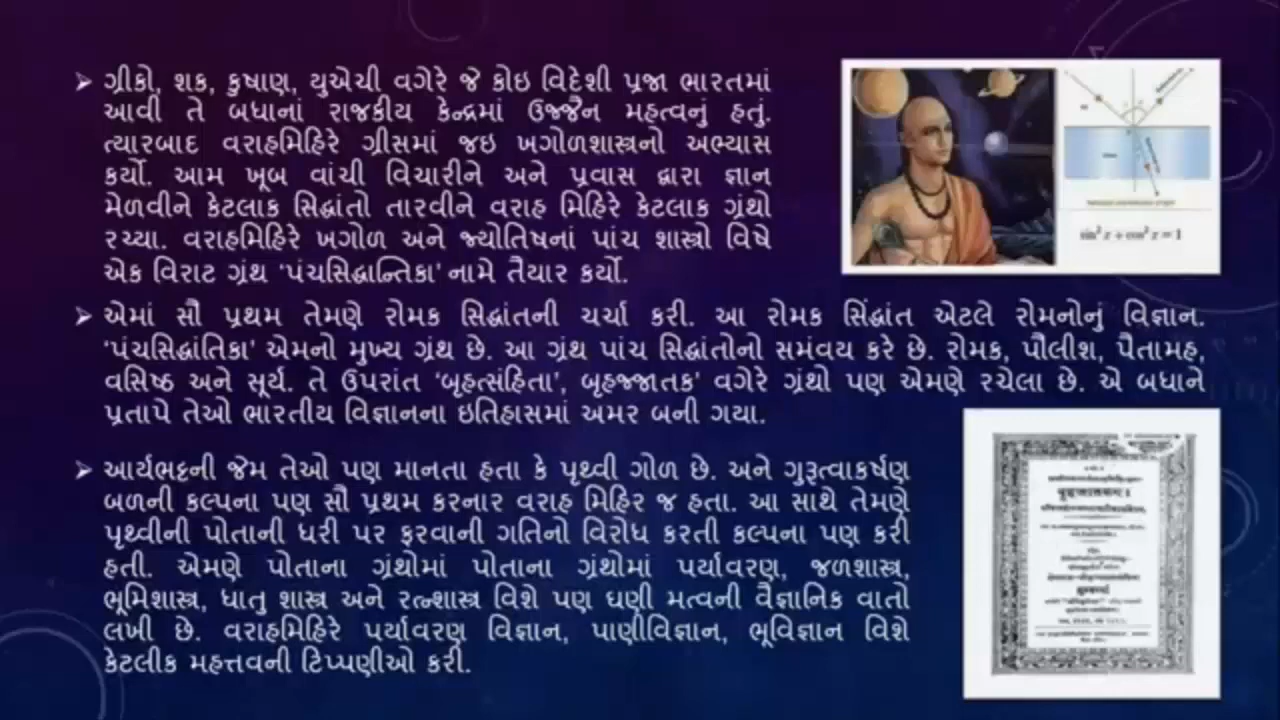 ➤ ગ્રીકો, શક, કુષાણ, યુએચી વગેરે જે કોઇ વિદેશી પ્રજા ભારતમાં
આવી તે બધાનાં રાજકીય કેન્દ્રમાં ઉજ્જૈન મહત્વનું હતું.
ત્યારબાદ વરાહમિહિરે ગ્રીસમાં જઇ ખગોળશાસ્ત્રનો અભ્યાસ
કર્યો. આમ ખૂબ વાંચી વિચારીને અને પ્રવાસ દ્વારા જ્ઞાન
મેળવીને કેટલાક સિદ્ધાંતો તારવીને વરાહ મિહિરે કેટલાક ગ્રંથો
રચ્યા. વરાહમિહિરે ખગોળ અને જ્યોતિષનાં પાંચ શાસ્ત્રો વિષે
એક વિરાટ ગ્રંથ ‘પંચસિદ્ધાન્તિકા’ નામે તૈયાર કર્યો.
sin² x + cos² x = 1
➤ એમાં સૌ પ્રથમ તેમણે રોમક સિદ્ધાંતની ચર્ચા કરી. આ રોમક સિંદ્ધાંત એટલે રોમનોનું વિજ્ઞાન.
‘પંચસિદ્ધાંતિકા’ એમનો મુખ્ય ગ્રંથ છે. આ ગ્રંથ પાંચ સિદ્ધાંતોનો સમંવય કરે છે. રોમક, પૌલીશ, પૈતામહ,
વસિષ્ઠ અને સૂર્ય. તે ઉપરાંત ‘બૃહત્સંહિતા’, બૃહજ્જાતક’ વગેરે ગ્રંથો પણ એમણે રચેલા છે. એ બધાને
પ્રતાપે તેઓ ભારતીય વિજ્ઞાનના ઇતિહાસમાં અમર બની ગયા.
➤ આર્યભટ્ટની જેમ તેઓ પણ માનતા હતા કે પૃથ્વી ગોળ છે. અને ગુરૂત્વાકર્ષણ
બળની કલ્પના પણ સૌ પ્રથમ કરનાર વરાહ મિહિર જ હતા. આ સાથે તેમણે
પૃથ્વીની પોતાની ધરી પર ફરવાની ગતિનો વિરોધ કરતી કલ્પના પણ કરી
હતી. એમણે પોતાના ગ્રંથોમાં પોતાના ગ્રંથોમાં પર્યાવરણ, જળશાસ્ત્ર,
ભૂમિશાસ્ત્ર, ધાતુ શાસ્ત્ર અને રત્નશાસ્ત્ર વિશે પણ ઘણી મત્વની વૈજ્ઞાનિક વાતો
લખી છે. વરાહમિહિરે પર્યાવરણ વિજ્ઞાન, પાણીવિજ્ઞાન, ભૂવિજ્ઞાન વિશે
કેટલીક મહત્તવની ટિપ્પણીઓ કરી.
बृहज्जातकम् ।